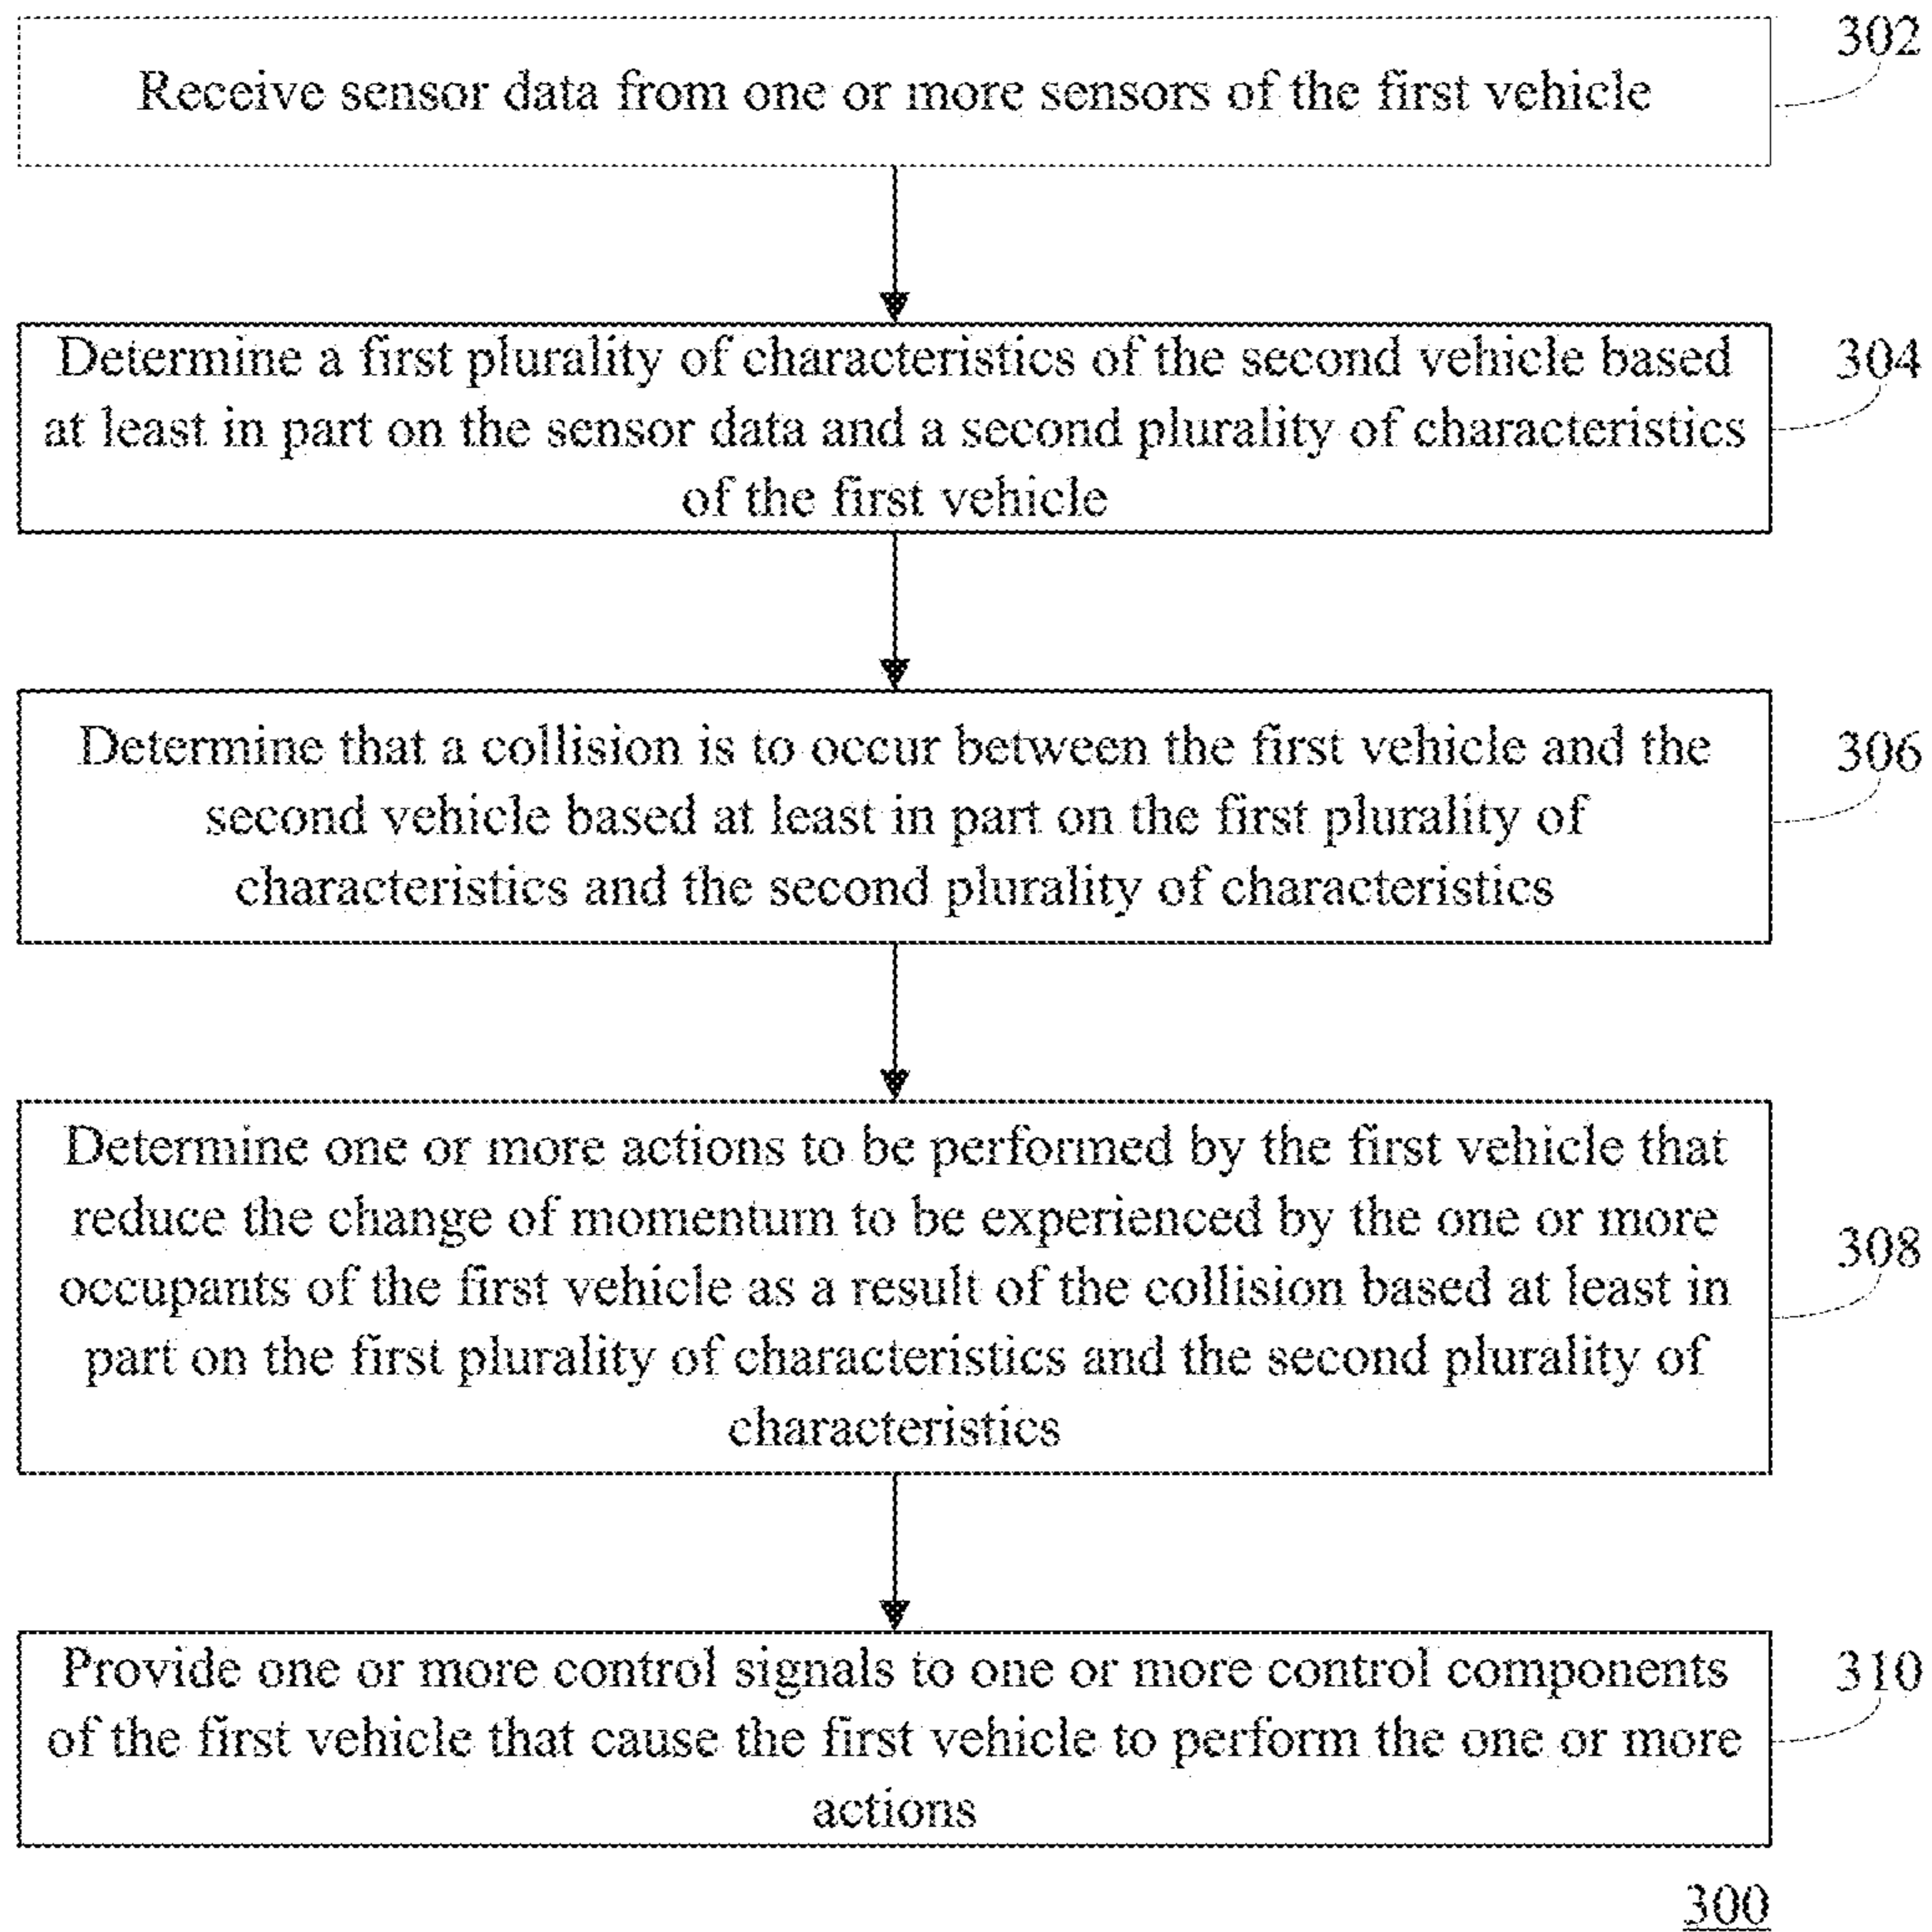 302
Receive sensor data from one or more sensors of the first vehicle
304
Determine a first plurality of characteristics of the second vehicle based
at least in part on the sensor data and a second plurality of characteristics
of the first vehicle
306
Determine that a collision is to occur between the first vehicle and the
second vehicle based at least in part on the first plurality of
characteristics and the second plurality of characteristics
308
Determine one or more actions to be performed by the first vehicle that
reduce the change of momentum to be experienced by the one or more
occupants of the first vehicle as a result of the collision based at least in
part on the first plurality of characteristics and the second plurality of
characteristics
310
Provide one or more control signals to one or more control components
of the first vehicle that cause the first vehicle to perform the one or more
actions
300